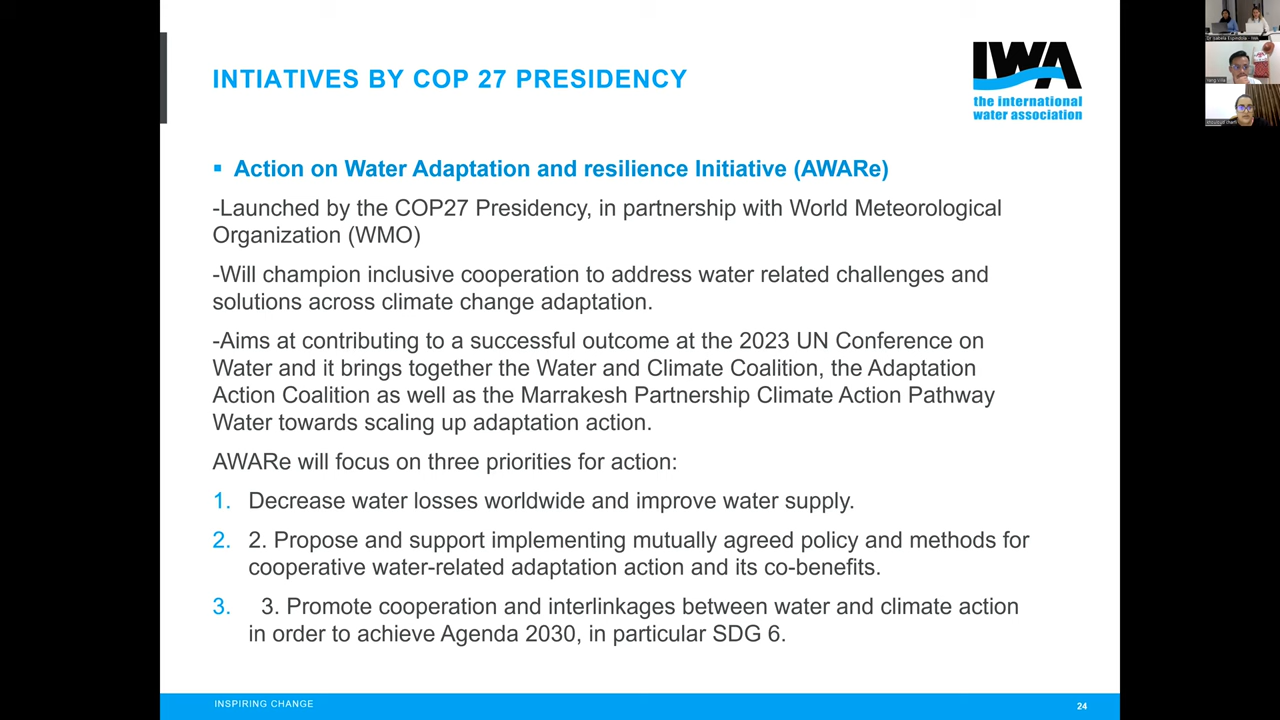 INTIATIVES BY COP 27 PRESIDENCY
IWA
the international
water association
▪ Action on Water Adaptation and resilience Initiative (AWARe)
-Launched by the COP27 Presidency, in partnership with World Meteorological
Organization (WMO)
-Will champion inclusive cooperation to address water related challenges and
solutions across climate change adaptation.
-Aims at contributing to a successful outcome at the 2023 UN Conference on
Water and it brings together the Water and Climate Coalition, the Adaptation
Action Coalition as well as the Marrakesh Partnership Climate Action Pathway
Water towards scaling up adaptation action.
AWARe will focus on three priorities for action:
1. Decrease water losses worldwide and improve water supply.
2. 2. Propose and support implementing mutually agreed policy and methods for
cooperative water-related adaptation action and its co-benefits.
3. 3. Promote cooperation and interlinkages between water and climate action
in order to achieve Agenda 2030, in particular SDG 6.
INSPIRING CHANGE
24
Yang Villa